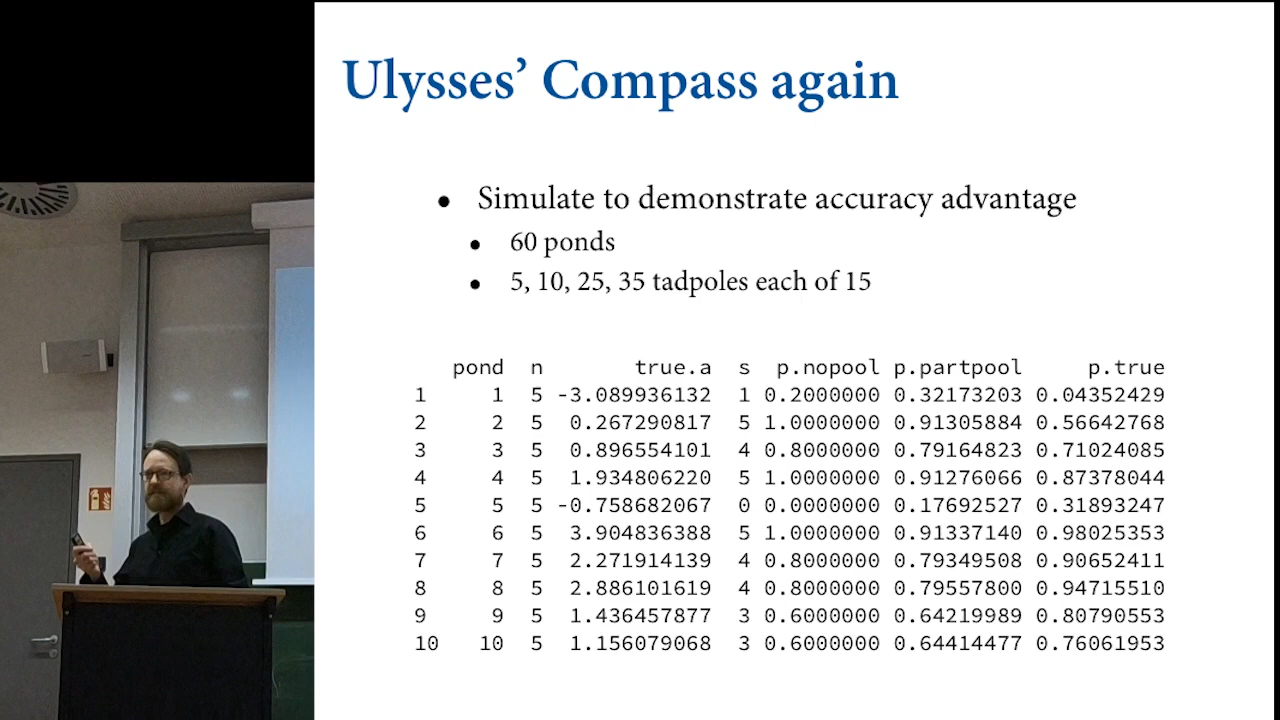 Ulysses’ Compass again
• Simulate to demonstrate accuracy advantage
• 60 ponds
• 5, 10, 25, 35 tadpoles each of 15
pond n true.a s p.nopool p.partpool p.true
1 1 5 -3.089936132 1 0.2000000 0.32173203 0.04352429
2 2 5 0.267290817 5 1.0000000 0.91305884 0.56642768
3 3 5 0.896554101 4 0.8000000 0.79164823 0.71024085
4 4 5 1.934806220 5 1.0000000 0.91276066 0.87378044
5 5 5 -0.758682067 0 0.0000000 0.17692527 0.31893247
6 6 5 3.904836388 5 1.0000000 0.91337140 0.98025353
7 7 5 2.271914139 4 0.8000000 0.79349508 0.90652411
8 8 5 2.886101619 4 0.8000000 0.79557800 0.94715510
9 9 5 1.436457877 3 0.6000000 0.64219989 0.80790553
10 10 5 1.156079068 3 0.6000000 0.64414477 0.76061953